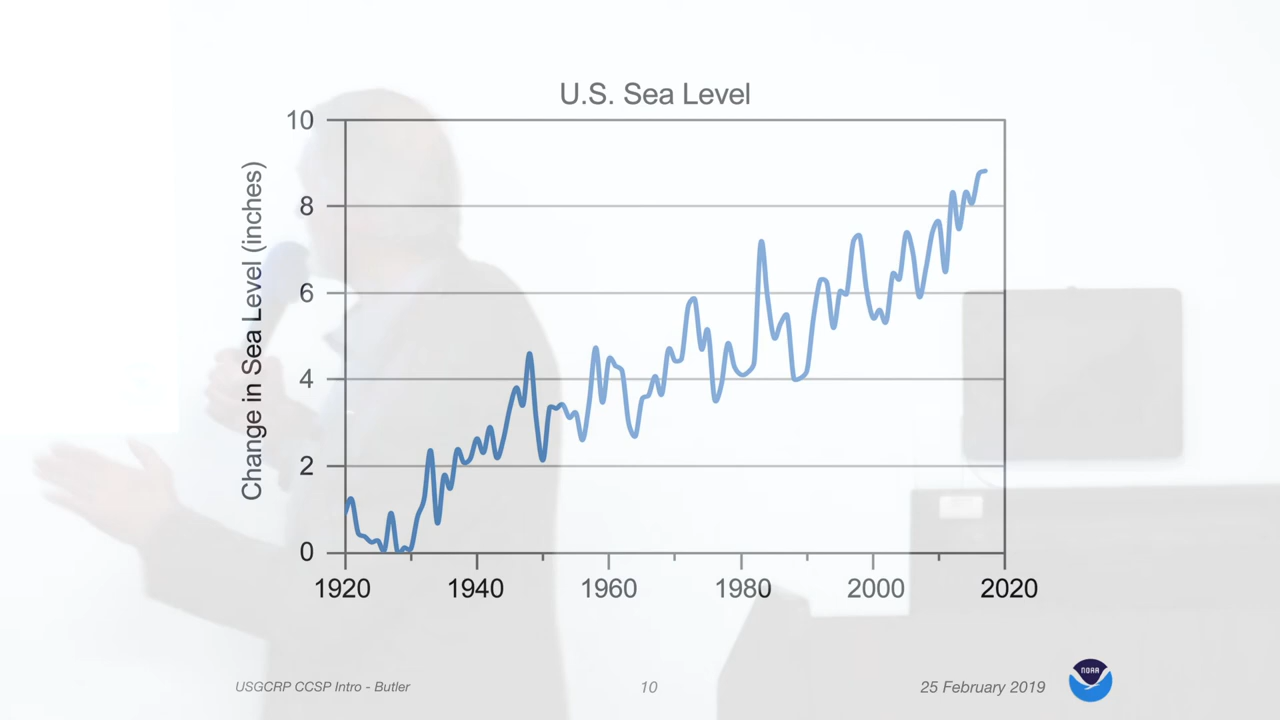 U.S. Sea Level
Change in Sea Level (inches)
10
8
6
4
2
0
1920 1940 1960 1980 2000 2020
USGCRP CCSP Intro - Butler 10 25 February 2019
NOAA